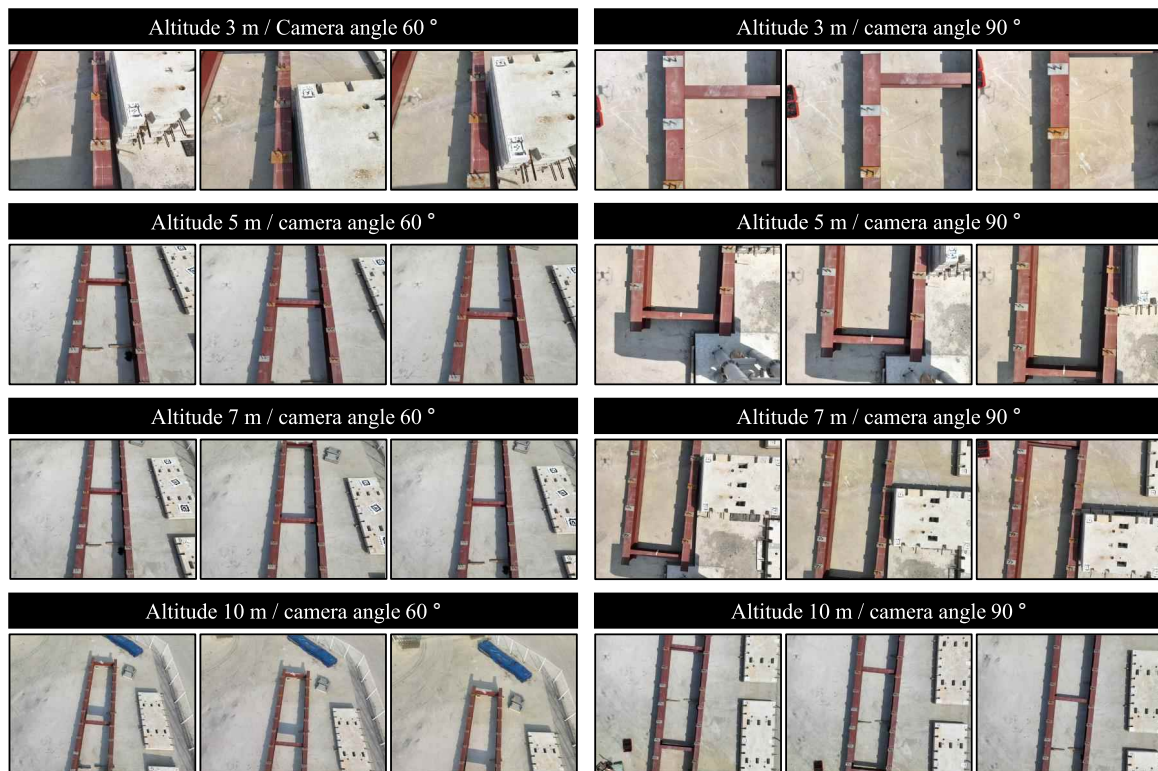 Altitude 3 m / Camera angle 60 °
Altitude 3 m / camera angle 90 °
Altitude 5 m / camera angle 60 °
Altitude 5 m / camera angle 90 °
Altitude 7 m / camera angle 60 °
Altitude 7 m / camera angle 90 °
Altitude 10 m / camera angle 60 °
Altitude 10 m / camera angle 90 °